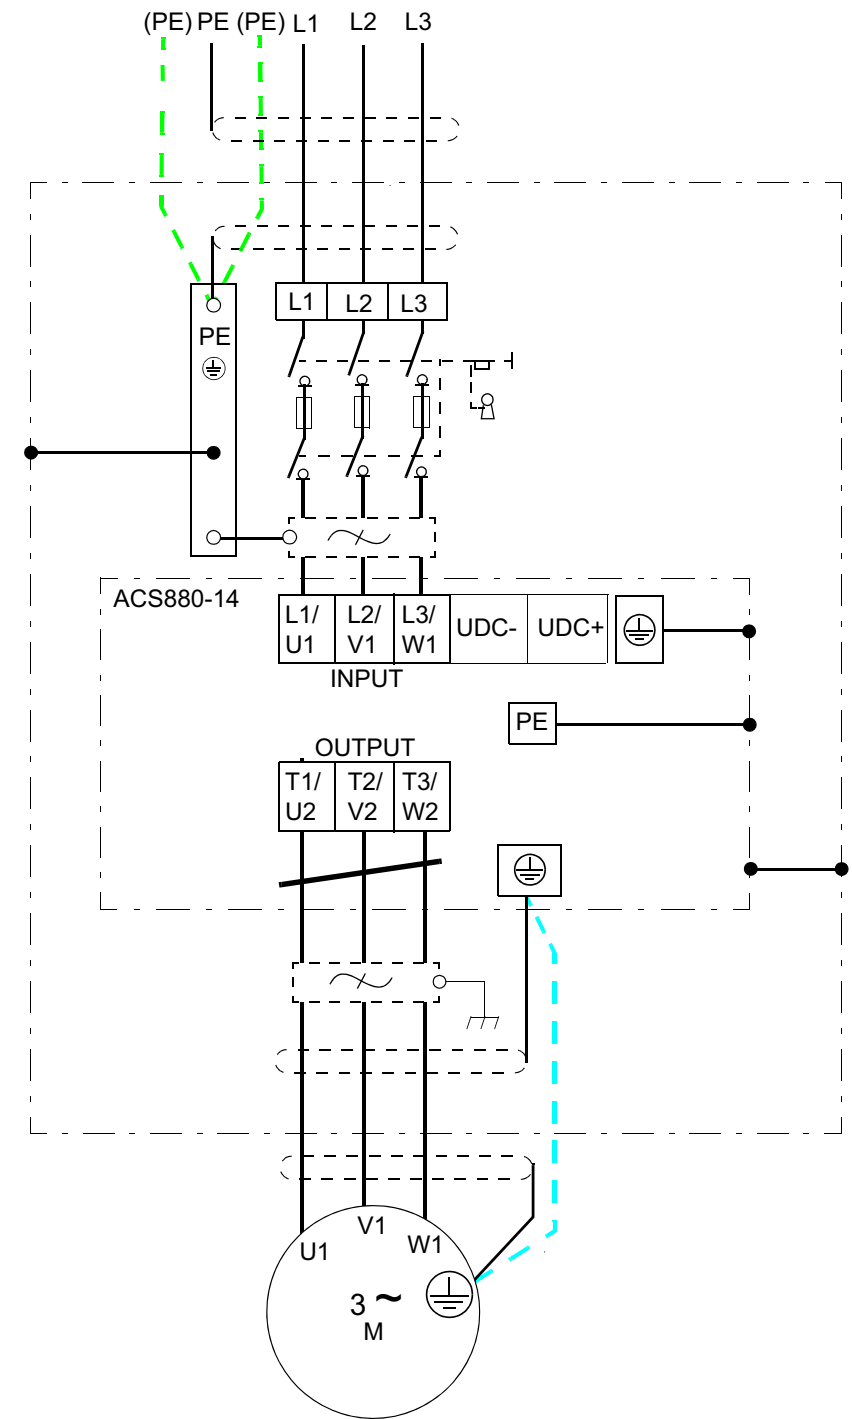 (PE) PE (PE) L1 L2 L3
L1 L2 L3
PE
ACS880-14
L1/ L2/ L3/
U1 V1 W1
UDC- UDC+
INPUT
PE
OUTPUT
T1/ T2/ T3/
U2 V2 W2
U1 V1 W1
3 ~
M